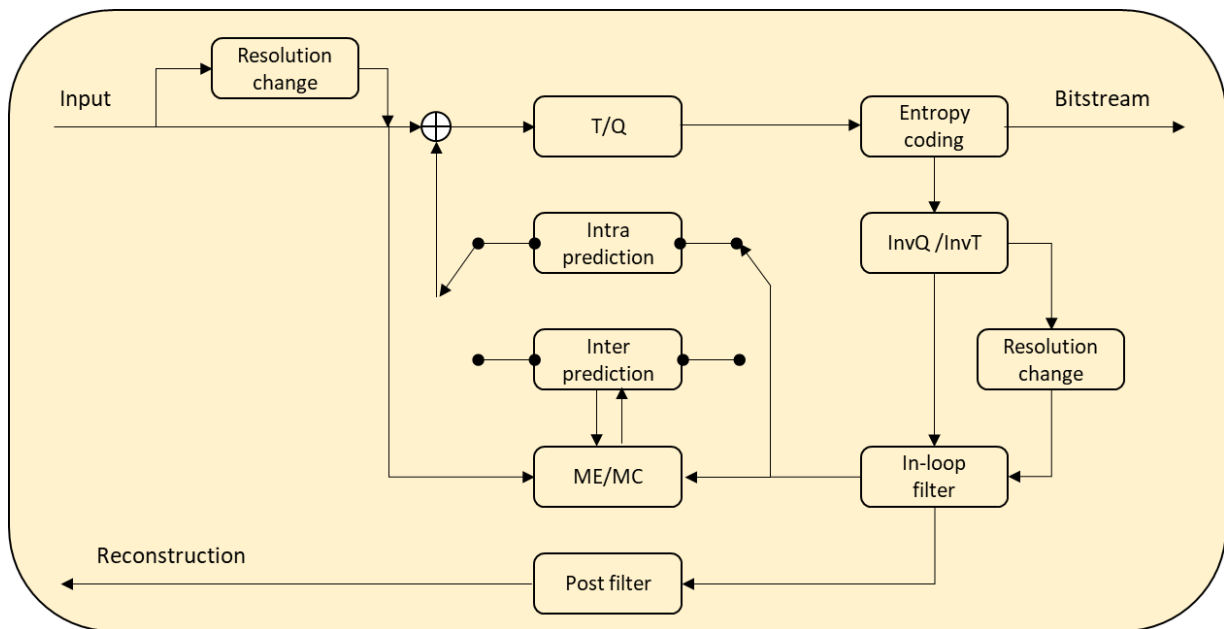 Resolution
change
Input
T/Q
Entropy
coding
Bitstream
Intra
prediction
InvQ /InvT
Inter
prediction
Resolution
change
ME/MC
In-loop
filter
Reconstruction
Post filter